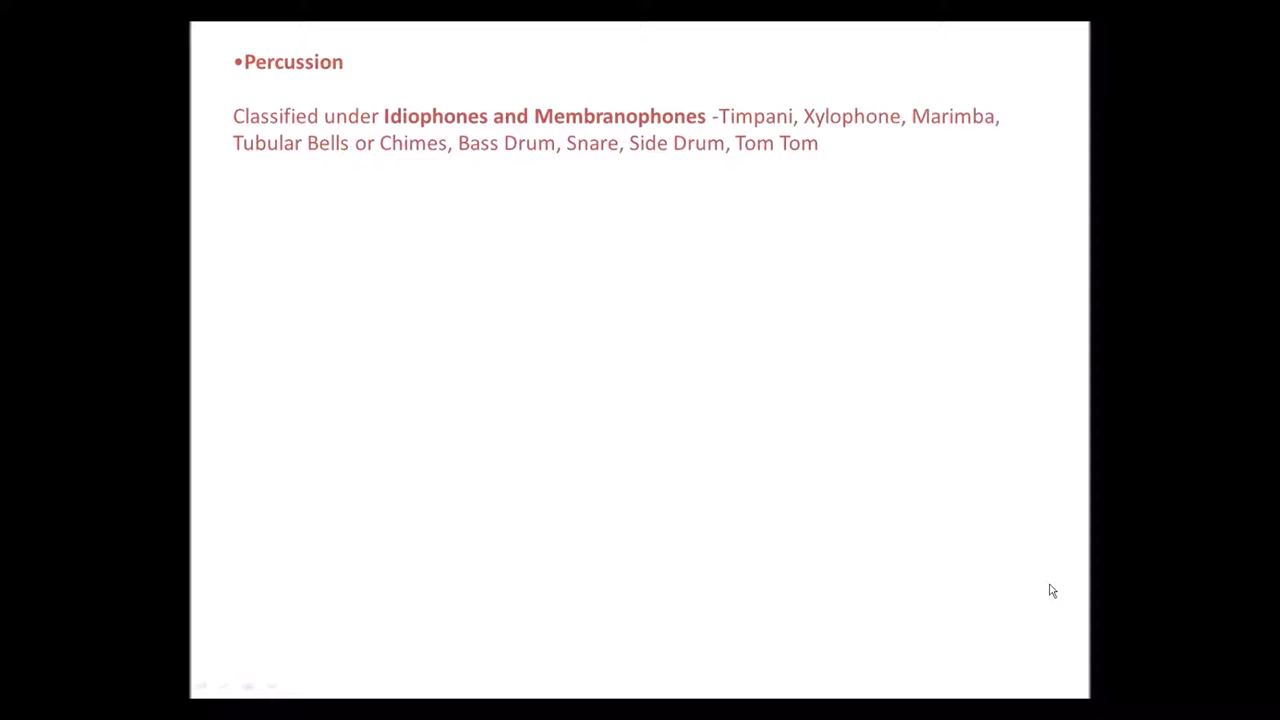 •Percussion
Classified under Idiophones and Membranophones -Timpani, Xylophone, Marimba,
Tubular Bells or Chimes, Bass Drum, Snare, Side Drum, Tom Tom